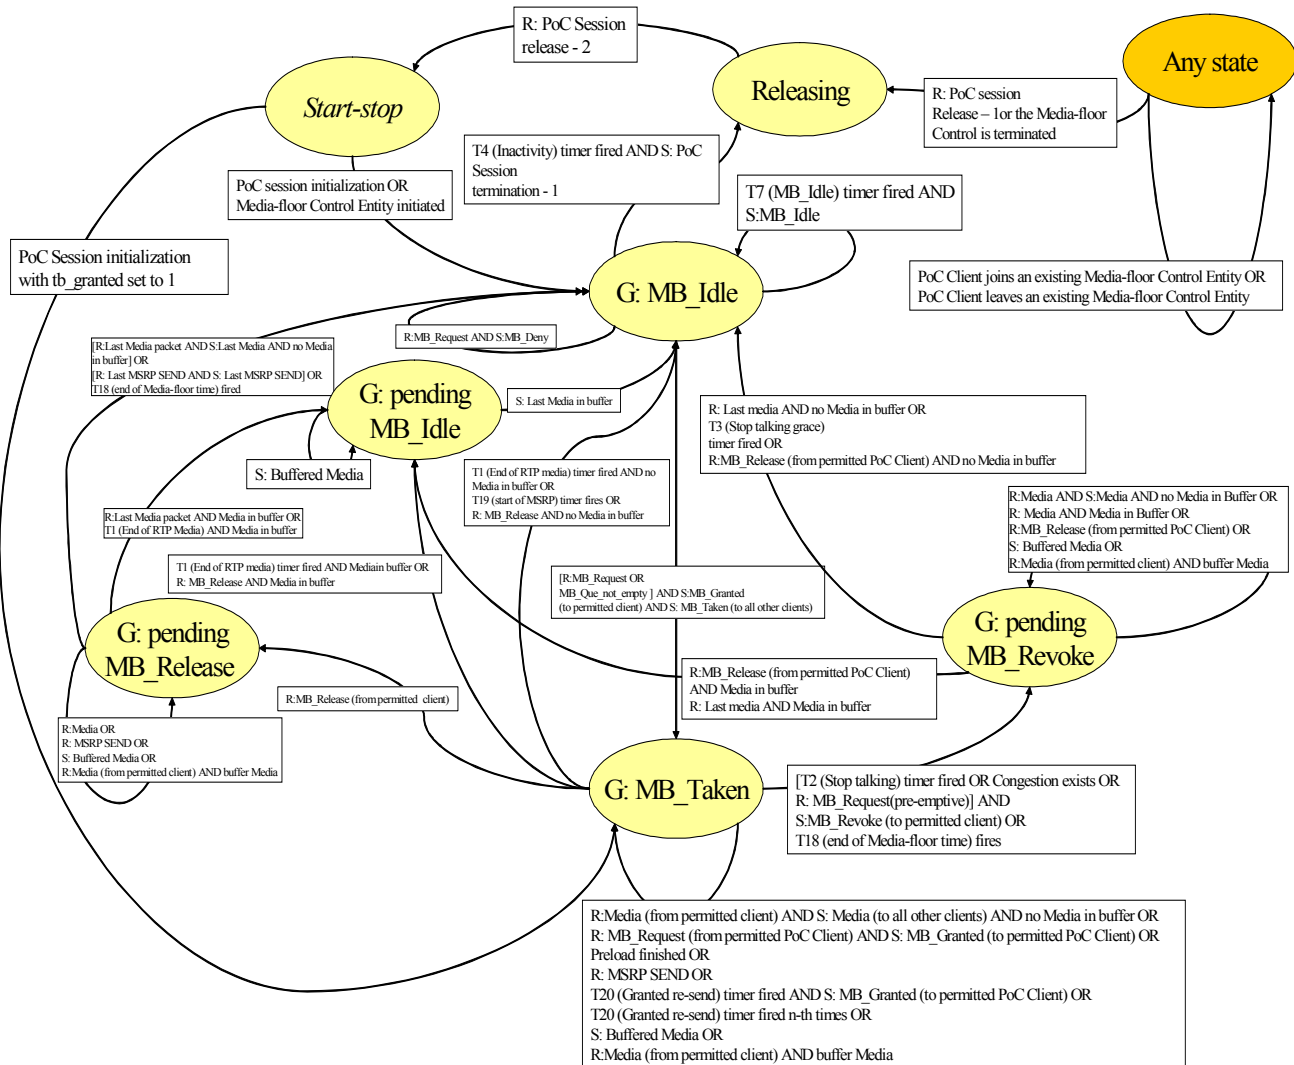 R: PoC Session
release - 2
Any state
Releasing
Start-stop
R: PoC session
Release – 1or the Media-floor
Control is terminated
T4 (Inactivity) timer fired AND S: PoC
Session
termination - 1
PoC session initialization OR
Media-floor Control Entity initiated
T7 (MB_Idle) timer fired AND
S:MB_Idle
PoC Session initialization
with tb_granted set to 1
PoC Client joins an existing Media-floor Control Entity OR
PoC Client leaves an existing Media-floor Control Entity
G: MB_Idle
R:MB_Request AND S:MB_Deny
[R:Last Media packet AND S:Last Media AND no Media
in buffer] OR
[R: Last MSRP SEND AND S: Last MSRP SEND] OR
T18 (end of Media-floor time) fired
G: pending
MB_Idle
S: Last Media in buffer
R: Last media AND no Media in buffer OR
T3 (Stop talking grace)
timer fired OR
R:MB_Release (from permitted PoC Client) AND no Media in buffer
S: Buffered Media
T1 (End of RTP media) timer fired AND no
Media in buffer OR
T19 (start of MSRP) timer fires OR
R: MB_Release AND no Media in buffer
R:Media AND S:Media AND no Media in Buffer OR
R: Media AND Media in Buffer OR
R:MB_Release (from permitted PoC Client) OR
S: Buffered Media OR
R:Media (from permitted client) AND buffer Media
R:Last Media packet AND Media in buffer OR
T1 (End of RTP Media) AND Media in buffer
T1 (End of RTP media) timer fired AND Mediain buffer OR
R: MB_Release AND Media in buffer
[R:MB_Request OR
MB_Que_not_empty ] AND S:MB_Granted
(to permitted client) AND S: MB_Taken (to all other clients)
G: pending
MB_Release
G: pending
MB_Revoke
R:MB_Release (from permitted PoC Client)
AND Media in buffer
R: Last media AND Media in buffer
R:MB_Release (from permitted client)
R:Media OR
R: MSRP SEND OR
S: Buffered Media OR
R:Media (from permitted client) AND buffer Media
G: MB_Taken
[T2 (Stop talking) timer fired OR Congestion exists OR
R: MB_Request(pre-emptive)] AND
S:MB_Revoke (to permitted client) OR
T18 (end of Media-floor time) fires
R:Media (from permitted client) AND S: Media (to all other clients) AND no Media in buffer OR
R: MB_Request (from permitted PoC Client) AND S: MB_Granted (to permitted PoC Client) OR
Preload finished OR
R: MSRP SEND OR
T20 (Granted re-send) timer fired AND S: MB_Granted (to permitted PoC Client) OR
T20 (Granted re-send) timer fired n-th times OR
S: Buffered Media OR
R:Media (from permitted client) AND buffer Media